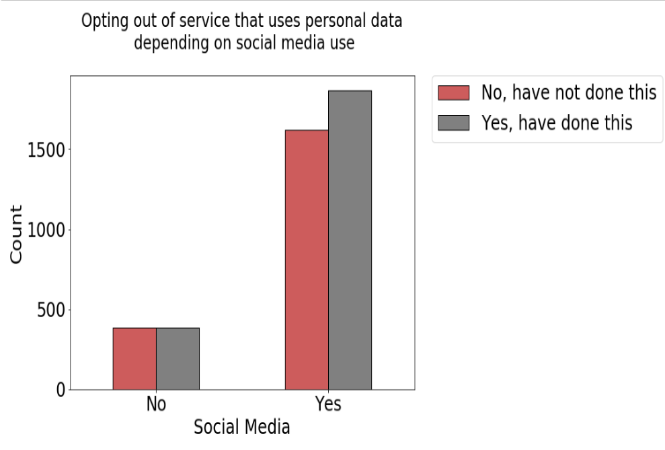 Opting out of service that uses personal data
depending on social media use
No, have not done this
Yes, have done this
1500
1000
500
0
Count
No
Yes
Social Media